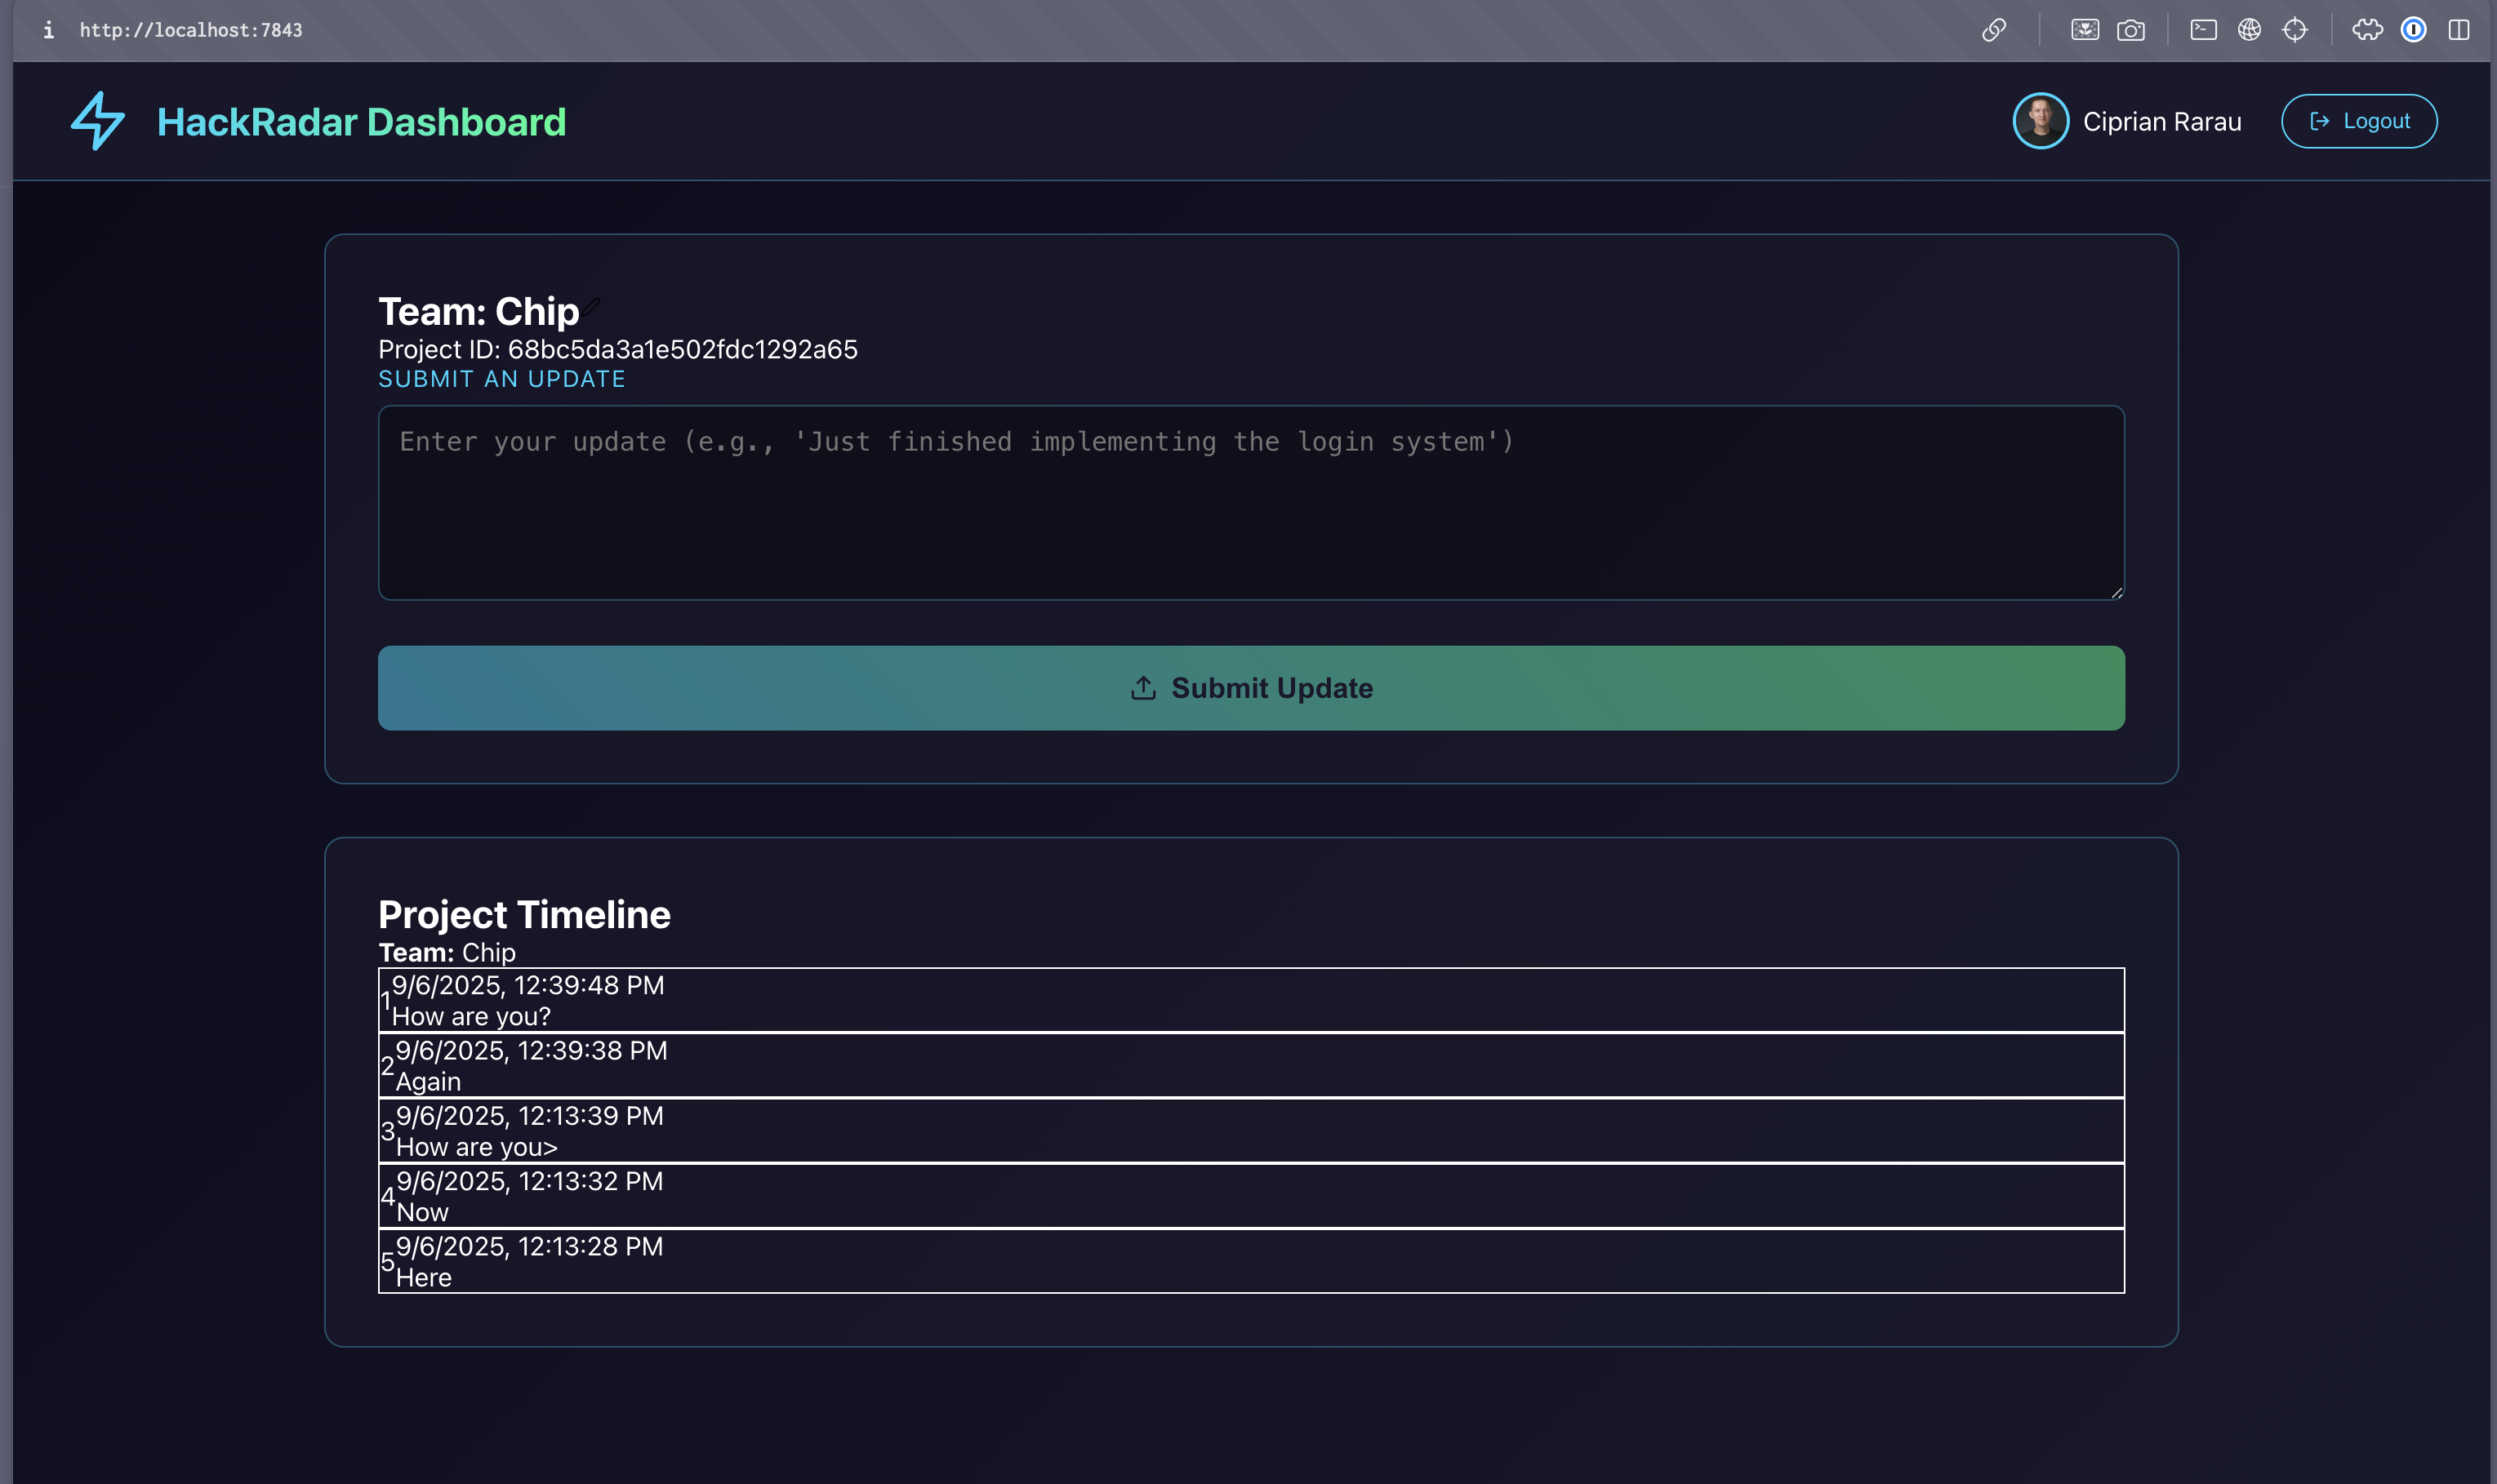 http://localhost:7843
HackRadar Dashboard
Ciprian Rarau
Logout
Team: Chip
Project ID: 68bc5da3a1e502fdc1292a65
SUBMIT AN UPDATE
Enter your update (e.g., 'Just finished implementing the login system')
Submit Update
Project Timeline
Team: Chip
1
9/6/2025, 12:39:48 PM
How are you?
2
9/6/2025, 12:39:38 PM
Again
3
9/6/2025, 12:13:39 PM
How are you>
4
9/6/2025, 12:13:32 PM
Now
5
9/6/2025, 12:13:28 PM
Here